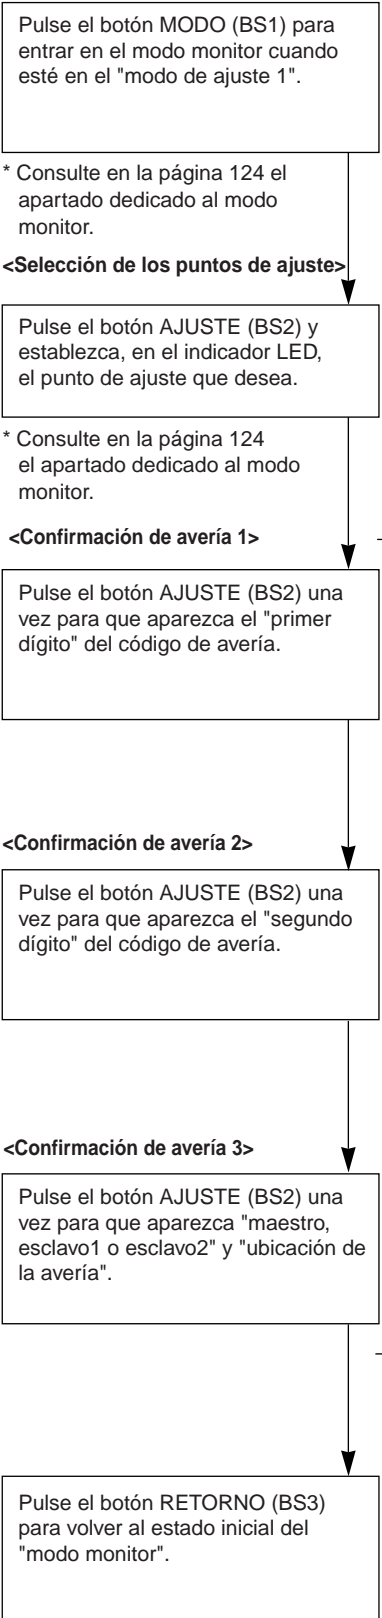 Pulse el botón MODO (BS1) para
entrar en el modo monitor cuando
esté en el "modo de ajuste 1".
* Consulte en la página 124 el
apartado dedicado al modo
monitor.
<Selección de los puntos de ajuste>
Pulse el botón AJUSTE (BS2) y
establezca, en el indicador LED,
el punto de ajuste que desea.
* Consulte en la página 124
el apartado dedicado al modo
monitor.
<Confirmación de avería 1>
Pulse el botón AJUSTE (BS2) una
vez para que aparezca el "primer
dígito" del código de avería.
<Confirmación de avería 2>
Pulse el botón AJUSTE (BS2) una
vez para que aparezca el "segundo
dígito" del código de avería.
<Confirmación de avería 3>
Pulse el botón AJUSTE (BS2) una
vez para que aparezca "maestro,
esclavo1 o esclavo2" y "ubicación de
la avería".
Pulse el botón RETORNO (BS3)
para volver al estado inicial del
"modo monitor".